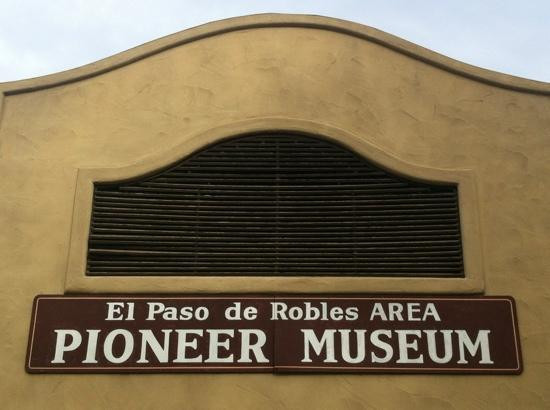 El Paso de Robles AREA
PIONEER MUSEUM